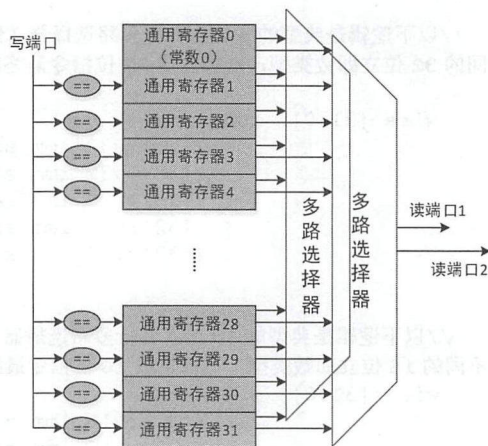 写端口
通用寄存器0
(常数0)
== 通用寄存器1
== 通用寄存器2
== 通用寄存器3
== 通用寄存器4
......
== 通用寄存器28
== 通用寄存器29
== 通用寄存器30
== 通用寄存器31
多路选择器
多路选择器
读端口1
读端口2